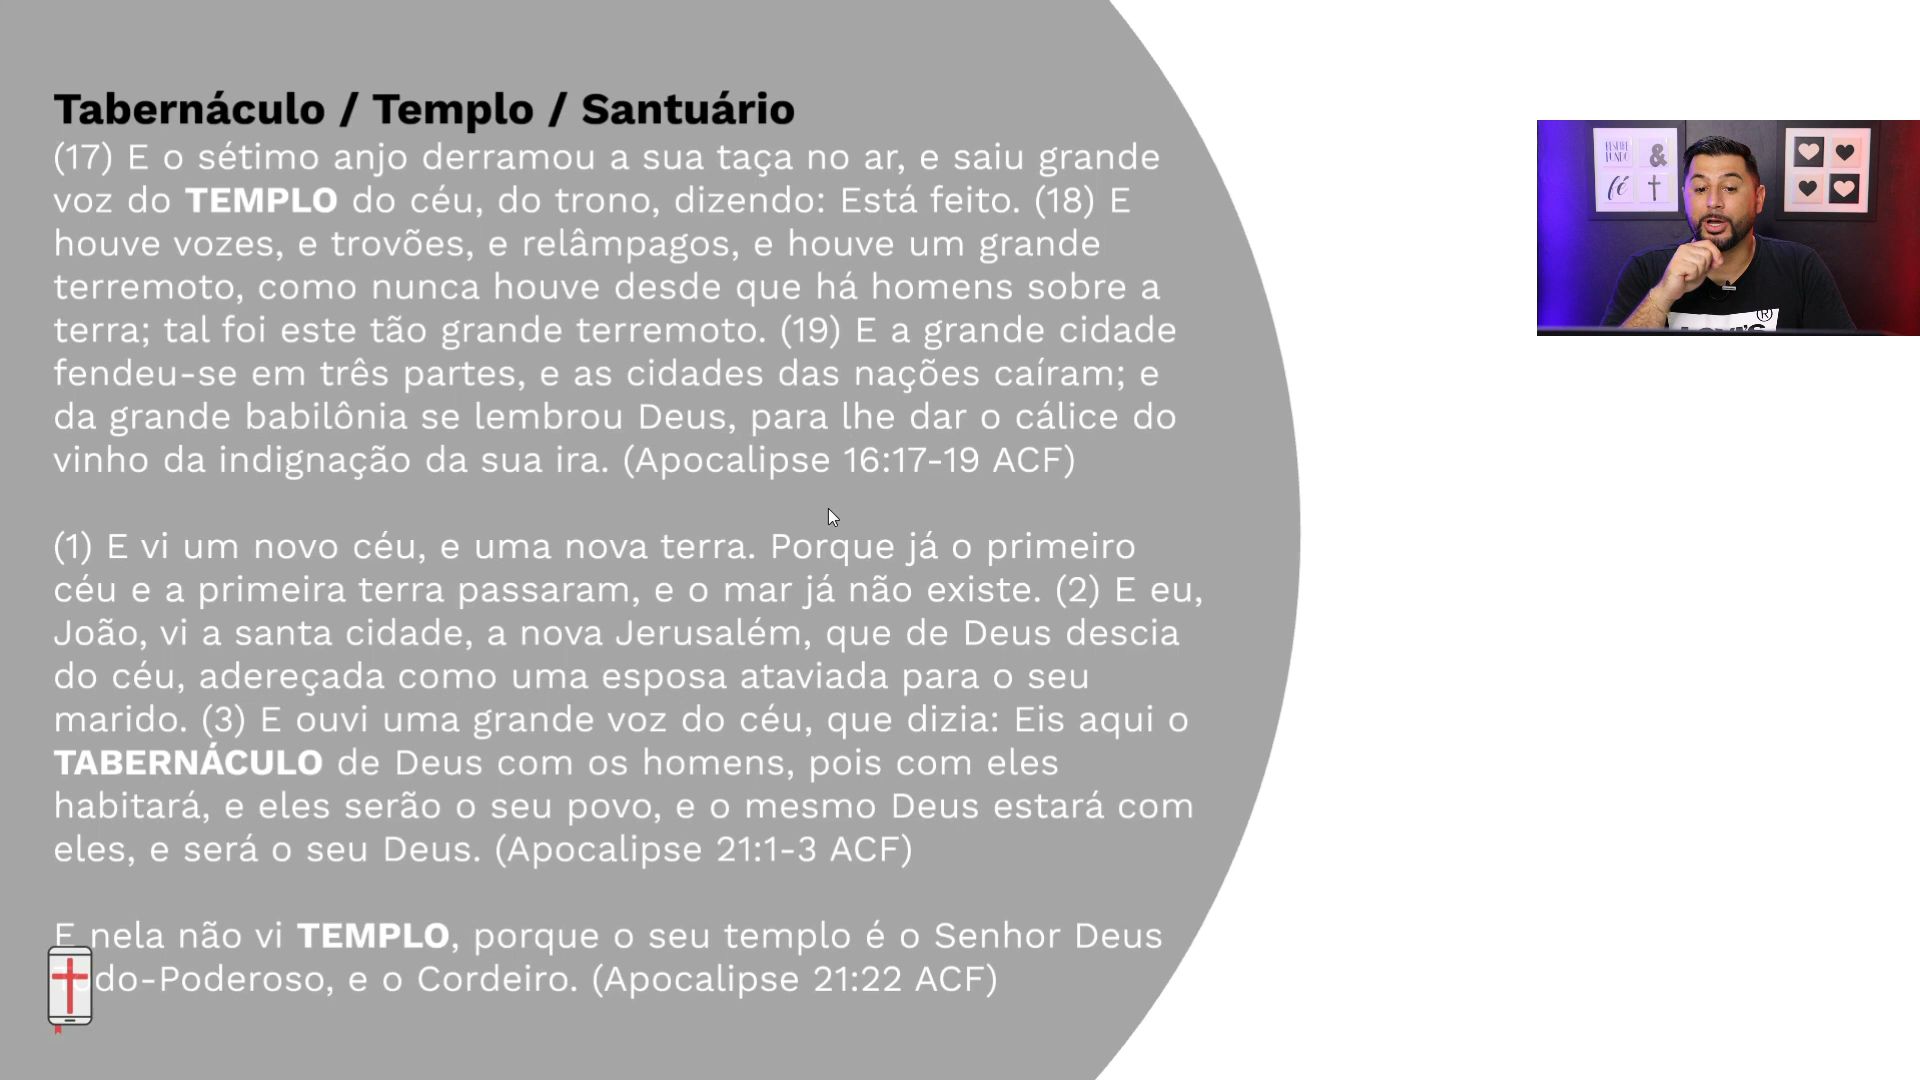 Tabernáculo / Templo / Santuário
(17) E o sétimo anjo derramou a sua taça no ar, e saiu grande
voz do TEMPLO do céu, do trono, dizendo: Está feito. (18) E
houve vozes, e trovões, e relâmpagos, e houve um grande
terremoto, como nunca houve desde que há homens sobre a
terra; tal foi este tão grande terremoto. (19) E a grande cidade
fendeu-se em três partes, e as cidades das nações caíram; e
da grande babilônia se lembrou Deus, para lhe dar o cálice do
vinho da indignação da sua ira. (Apocalipse 16:17-19 ACF)
(1) E vi um novo céu, e uma nova terra. Porque já o primeiro
céu e a primeira terra passaram, e o mar já não existe. (2) E eu,
João, vi a santa cidade, a nova Jerusalém, que de Deus descia
do céu, adereçada como uma esposa ataviada para o seu
marido. (3) E ouvi uma grande voz do céu, que dizia: Eis aqui o
TABERNÁCULO de Deus com os homens, pois com eles
habitará, e eles serão o seu povo, e o mesmo Deus estará com
eles, e será o seu Deus. (Apocalipse 21:1-3 ACF)
E nela não vi TEMPLO, porque o seu templo é o Senhor Deus
Todo-Poderoso, e o Cordeiro. (Apocalipse 21:22 ACF)
&
fé
®